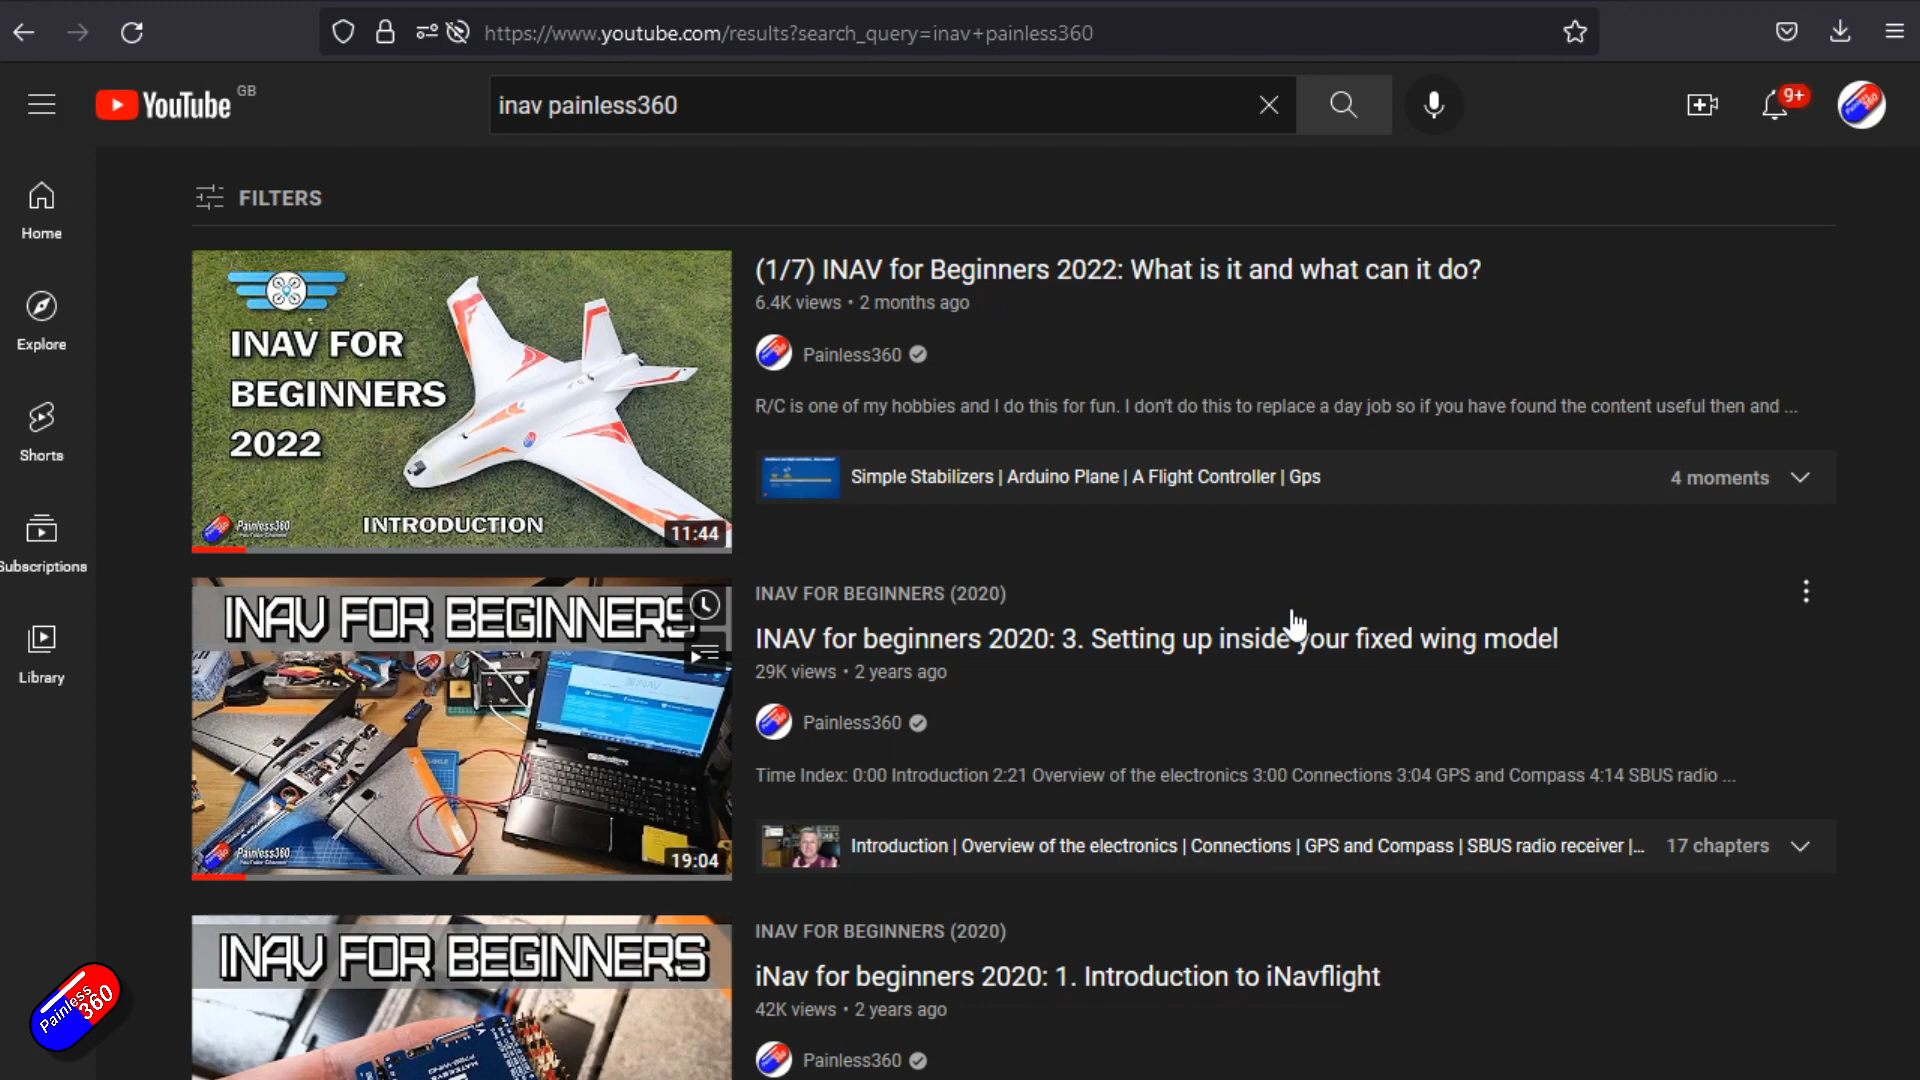 https://www.youtube.com/results?search_query=inav+painless360
YouTube GB
inav painless360
9+
FILTERS
Home
Explore
Shorts
Subscriptions
Library
INAV FOR
BEGINNERS
2022
INTRODUCTION
Painless360
11:44
(1/7) INAV for Beginners 2022: What is it and what can it do?
6.4K views • 2 months ago
Painless360
R/C is one of my hobbies and I do this for fun. I don't do this to replace a day job so if you have found the content useful then and ...
Simple Stabilizers | Arduino Plane | A Flight Controller | Gps
4 moments
INAV FOR BEGINNERS
Painless360
19:04
INAV FOR BEGINNERS (2020)
INAV for beginners 2020: 3. Setting up inside your fixed wing model
29K views • 2 years ago
Painless360
Time Index: 0:00 Introduction 2:21 Overview of the electronics 3:00 Connections 3:04 GPS and Compass 4:14 SBUS radio ...
Introduction | Overview of the electronics | Connections | GPS and Compass | SBUS radio receiver |...
17 chapters
INAV FOR BEGINNERS
INAV FOR BEGINNERS (2020)
iNav for beginners 2020: 1. Introduction to iNavflight
42K views • 2 years ago
Painless360
Painless
360